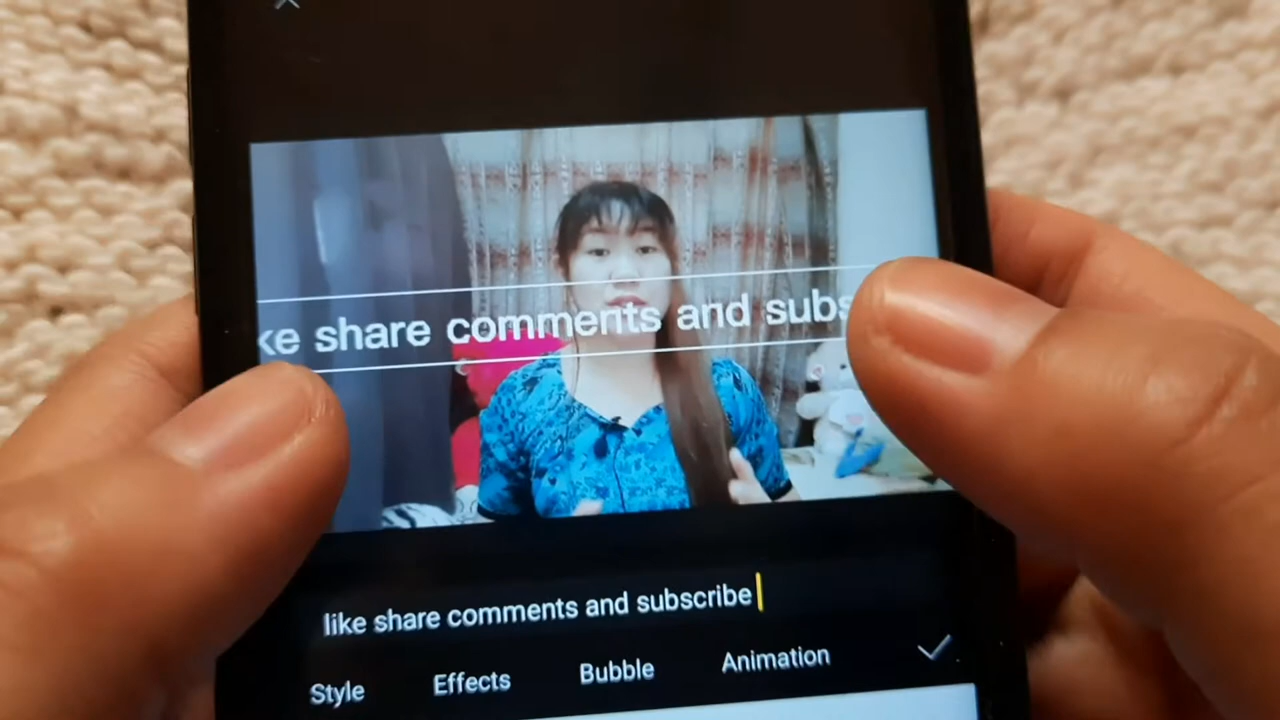 ke share comments and subs
like share comments and subscribe
Style Effects Bubble Animation